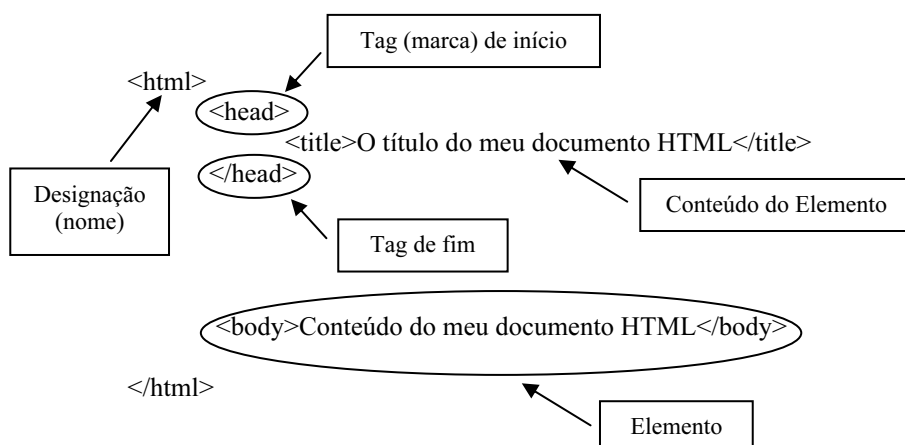 Tag (marca) de início
<html>
<head>
<title>O título do meu documento HTML</title>
</head>
Designação
(nome)
Conteúdo do Elemento
Tag de fim
<body>Conteúdo do meu documento HTML</body>
</html>
Elemento